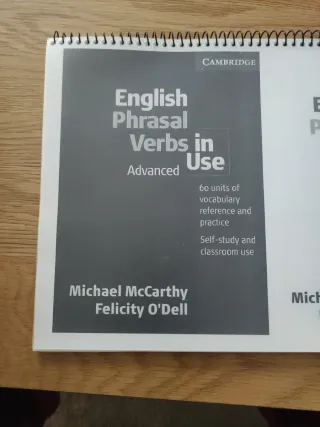 CAMBRIDGE
English
Phrasal
Verbs in
Advanced Use
60 units of
vocabulary
reference and
practice
Self-study and
classroom use
Michael McCarthy
Felicity O'Dell
E
P
Mich